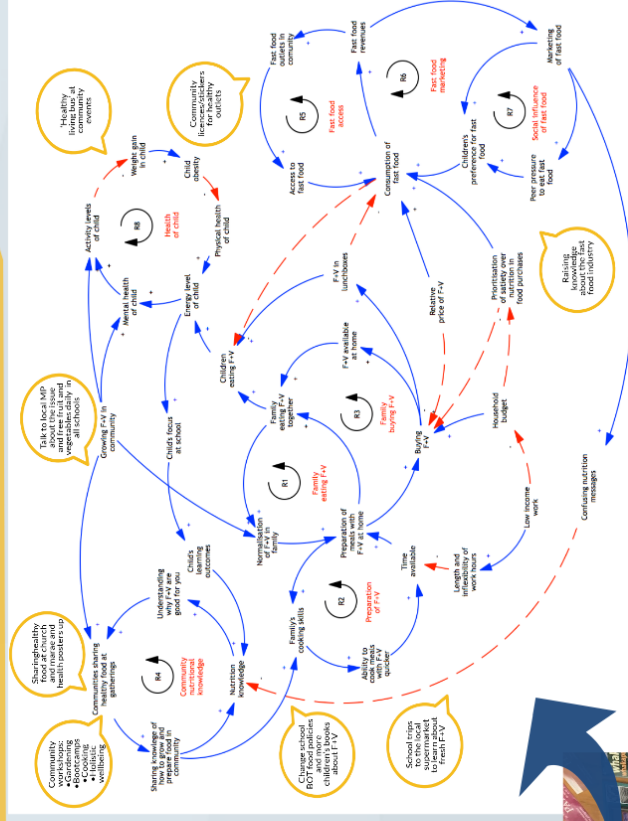 'Healthy
living bus' at
community
events
Community
licences/stickers
for healthy
outlets
Fast food
outlets in
comunity
Fast food
revenues
Marketing
of fast food
R5
Fast food
access
R6
Fast food
marketing
R7
Social Influence
of fast food
Access to
fast food
Consumption of
fast food
Children's
preference for fast
food
Peer pressure
to eat fast
food
Weight gain
in child
Child
obesity
Activity levels
of child
R8
Health
of child
Physical health
of child
Mental health
of child
Energy level
of child
Talk to local MP
about the issue
and free fruit and
vegetables daily in
all schools
Growing F+V in
community
Child's focus
at school
Children
eating F+V
F+V in
lunchboxes
Relative
price of F+V
Prioritisation
of satiety over
nutrition in
food purchases
Raising
knowledge
about the fast
food industry
Family
eating F+V
together
F+V available
at home
R3
Family
buying F+V
Buying
F+V
Household
budget
R1
Family
eating F+V
Normalisation
of F+V in
family
Preparation of
meals with
F+V at home
Child's
learning
outcomes
Time
available
Low income
work
Length and
inflexibility of
work hours
Confusing nutrition
messages
Sharinghealthy
food at church
and marae and
health posters up
Communities sharing
healthy food at
gatherings
Understanding
why F+V are
good for you
R4
Community
nutritional
knowledge
Nutrition
knowledge
Family's
cooking skills
R2
Preparation
of F+V
Ability to
cook meals
with F+V
quicker
Community
workshops:
•Gardening
•Bootcamps
•Cooking
•Holistic
wellbeing
Sharing knowlege of
how to grow and
prepare food in
community
Change school
BOT food policies
and more
children's books
about F+V
School trips
to the local
supermarket
to learn about
fresh F+V